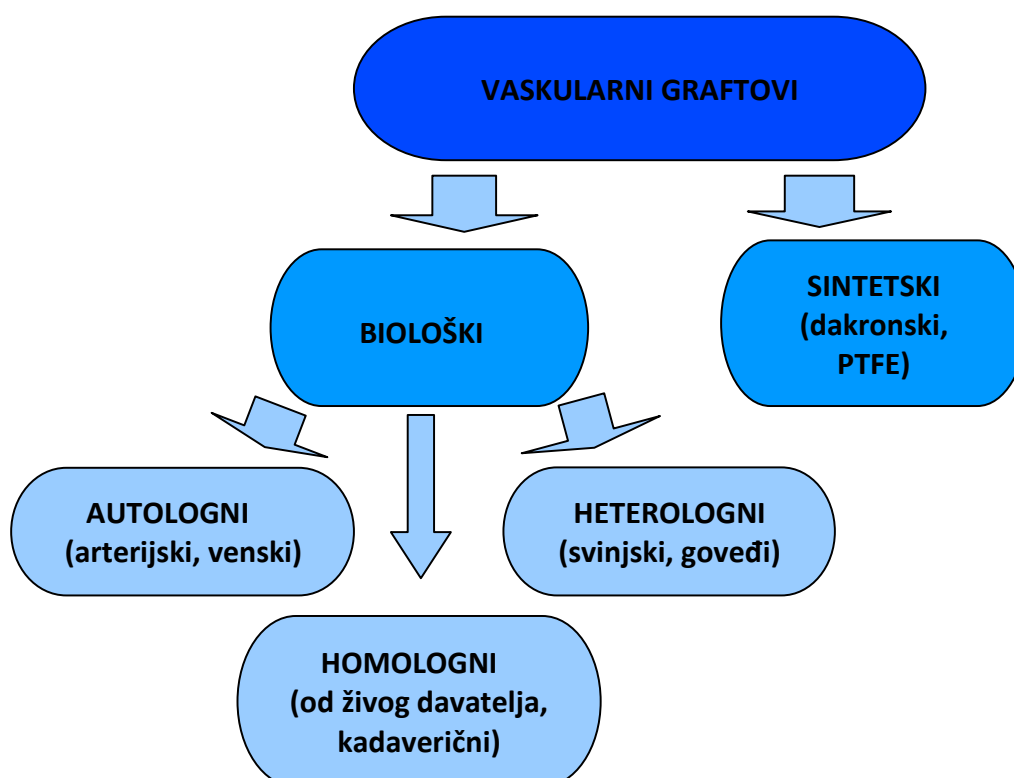 VASKULARNI GRAFTOVI
BIOLOŠKI
SINTETSKI
(dakronski,
PTFE)
AUTOLOGNI
(arterijski, venski)
HETEROLOGNI
(svinjski, goveđi)
HOMOLOGNI
(od živog davatelja,
kadaverični)